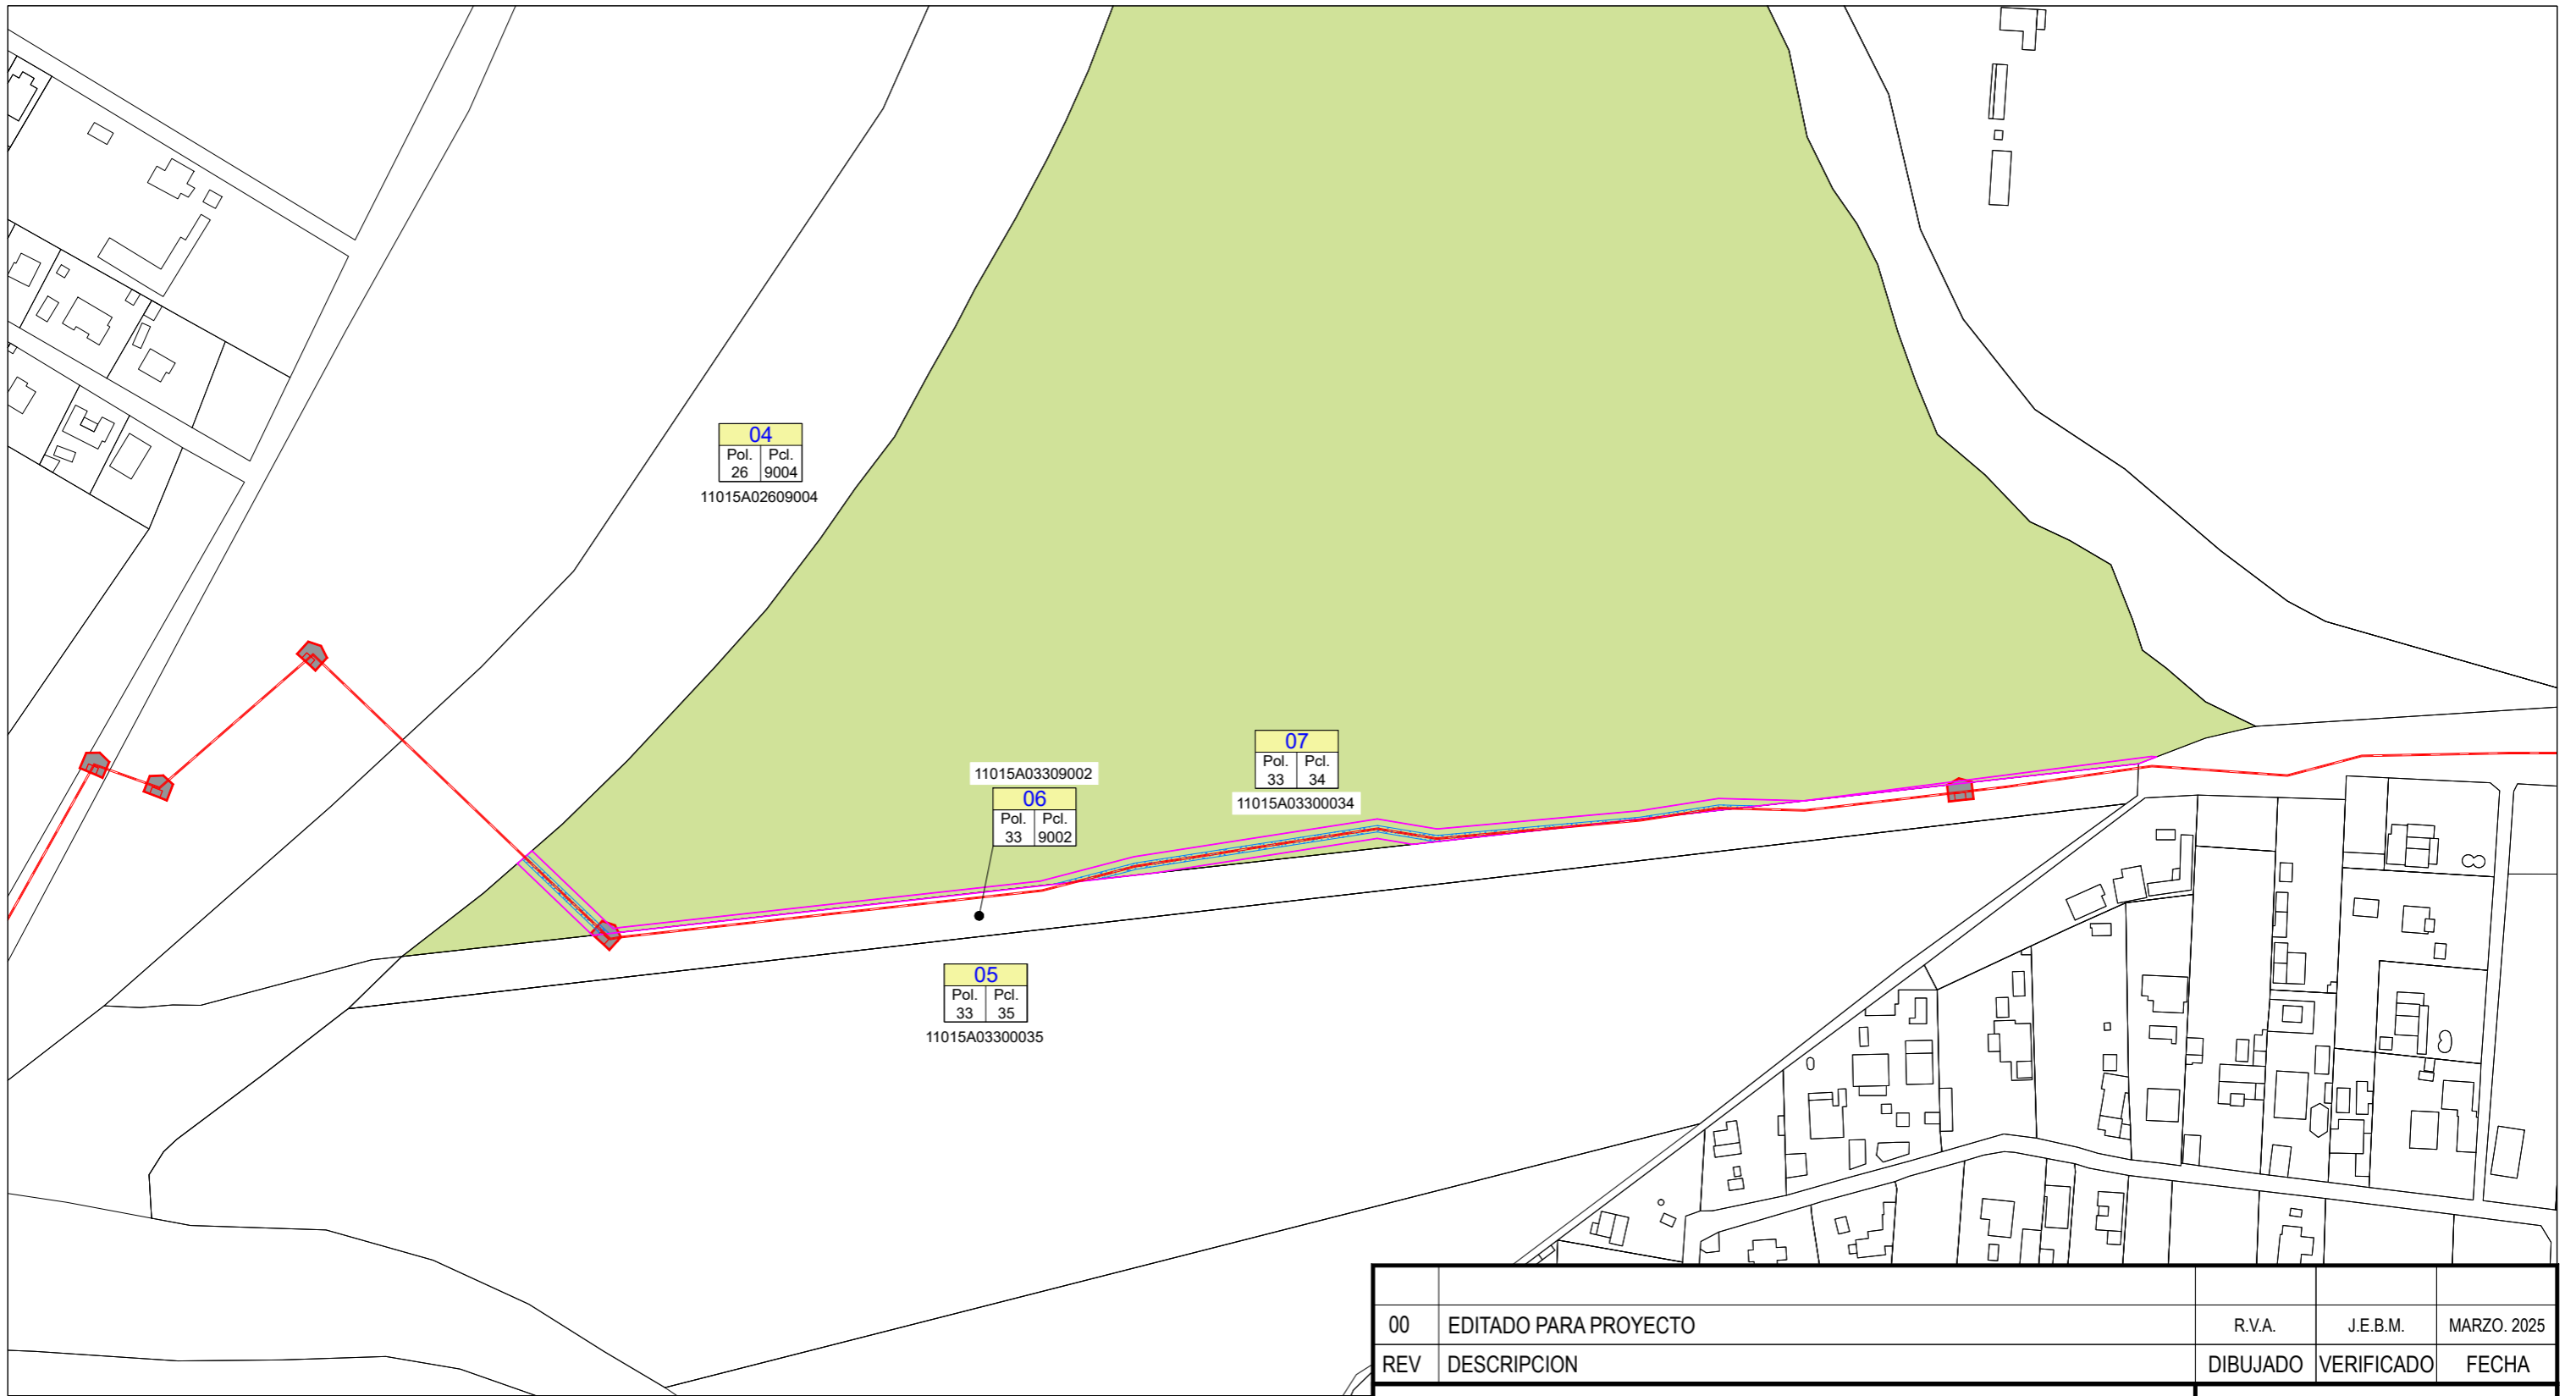 04
Pol. Pcl.
26 9004
11015A02609004
07
Pol. Pcl.
33 34
11015A03300034
11015A03309002
06
Pol. Pcl.
33 9002
05
Pol. Pcl.
33 35
11015A03300035
00 EDITADO PARA PROYECTO R.V.A. J.E.B.M. MARZO. 2025
REV DESCRIPCION DIBUJADO VERIFICADO FECHA